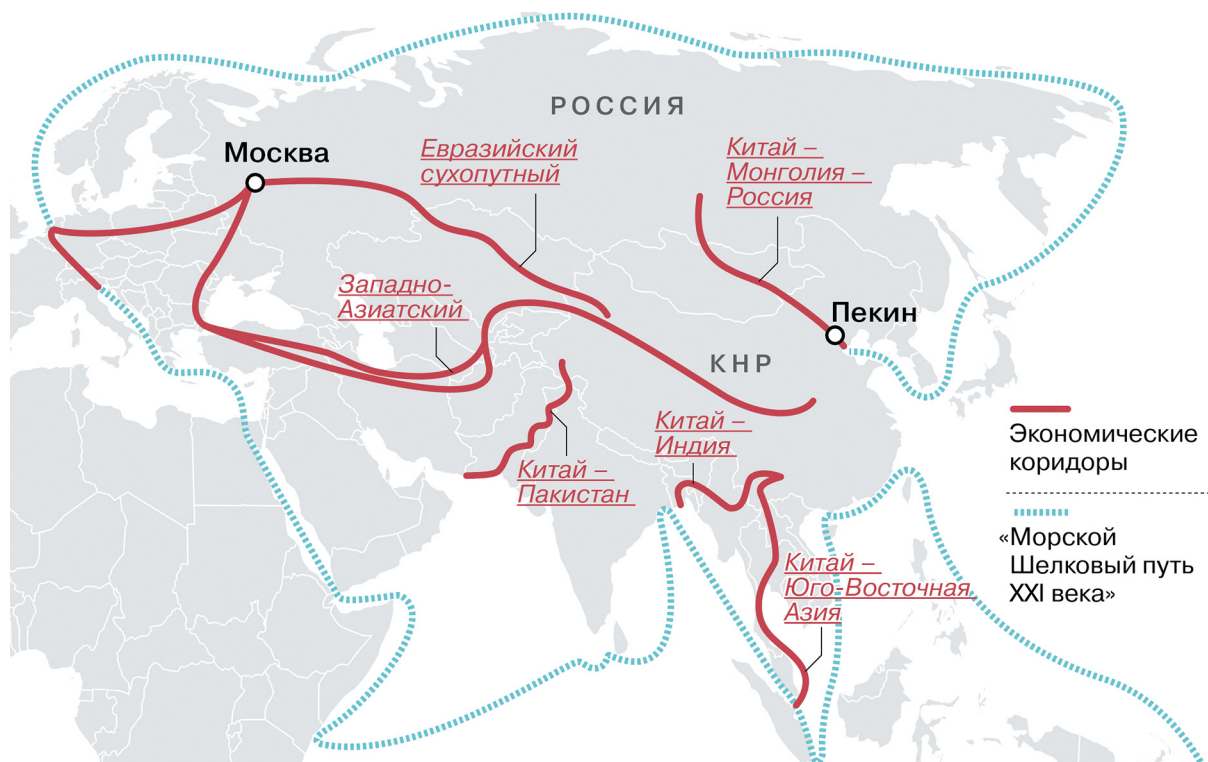 РОССИЯ
Москва
Евразийский
сухопутный
Китай –
Монголия –
Россия
Западно-
Азиатский
Пекин
КНР
Китай –
Индия
Китай –
Пакистан
Китай –
Юго-Восточная
Азия
Экономические
коридоры
«Морской
Шелковый путь
XXI века»